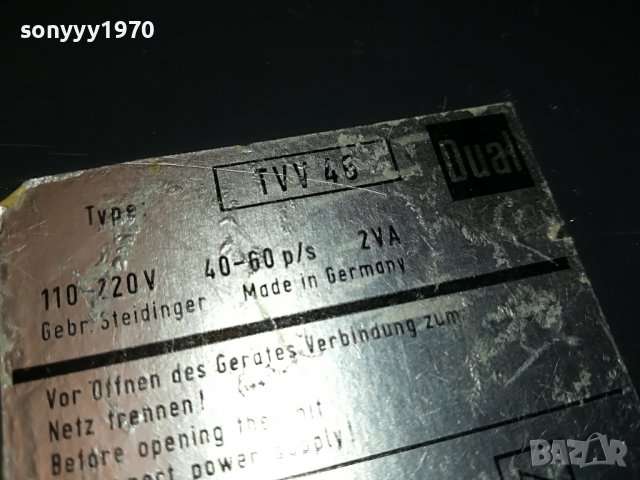 sonyyy1970
Dual
Type: TVV 46
110-220V 40-60 p/s 2VA
Gebr. Steidinger Made in Germany
Vor Öffnen des Gerätes Verbindung zum
Netz trennen!
Before opening the unit
power supply!
BAZAR